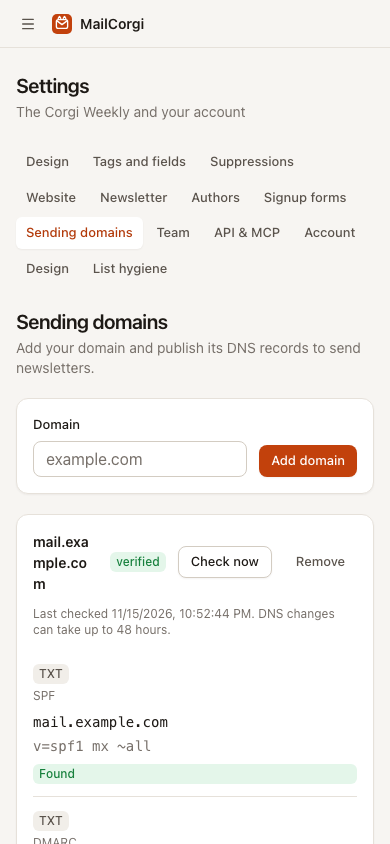 MailCorgi
Settings
The Corgi Weekly and your account
Design Tags and fields Suppressions
Website Newsletter Authors Signup forms
Sending domains Team API & MCP Account
Design List hygiene
Sending domains
Add your domain and publish its DNS records to send
newsletters.
Domain
example.com Add domain
mail.exa
mple.co
m
verified Check now Remove
Last checked 11/15/2026, 10:52:44 PM. DNS changes
can take up to 48 hours.
TXT
SPF
mail.example.com
v=spf1 mx ~all
Found
TXT
DMARC